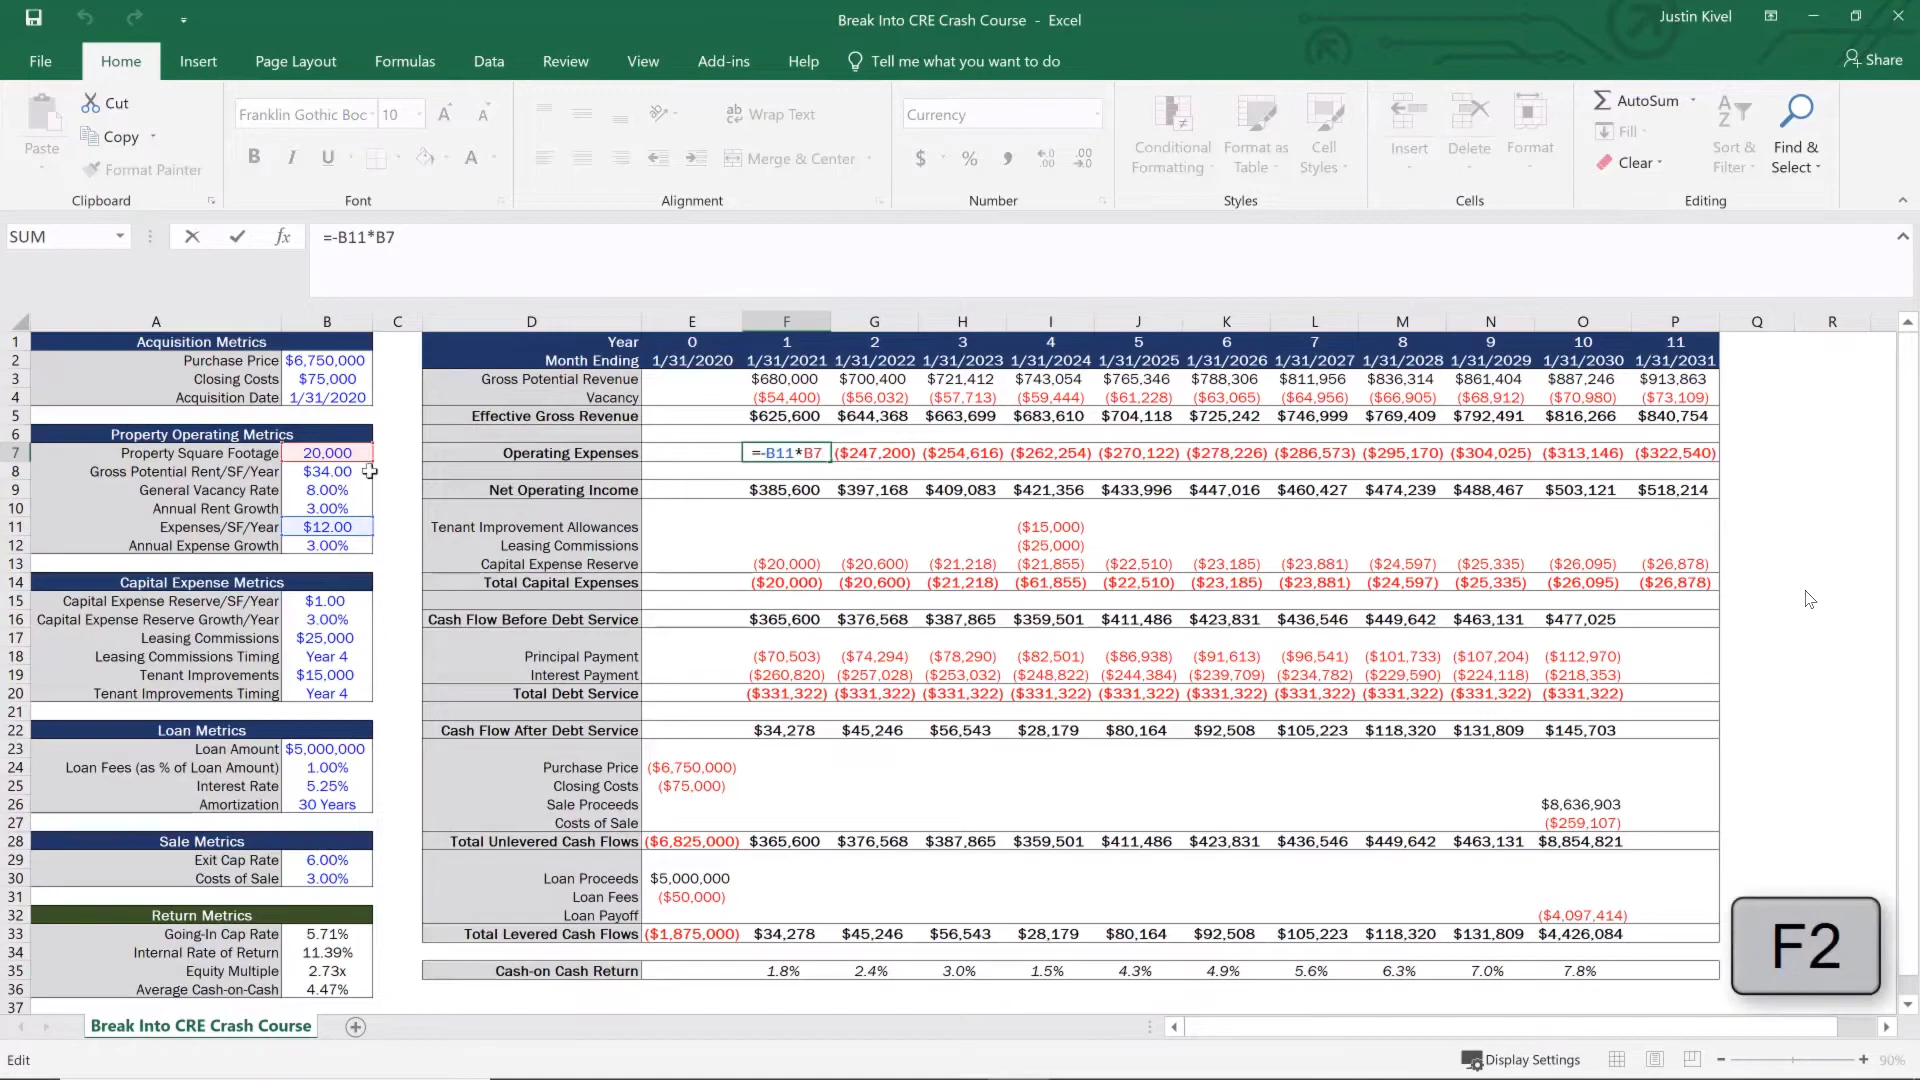 Break Into CRE Crash Course - Excel
Justin Kivel
File Home Insert Page Layout Formulas Data Review View Add-ins Help Tell me what you want to do Share
Paste
Cut
Copy
Format Painter
Clipboard
Franklin Gothic Boc 10
B I U
Font
Wrap Text
Merge & Center
Alignment
Currency
$ % ,
Number
Conditional Formatting
Format as Table
Cell Styles
Styles
Insert Delete Format
Cells
AutoSum
Fill
Clear
Sort & Filter
Find & Select
Editing
SUM fx =-B11*B7
A B C D E F G H I J K L M N O P Q R
1 Acquisition Metrics Year 0 1 2 3 4 5 6 7 8 9 10 11
2 Purchase Price $6,750,000 Month Ending 1/31/2020 1/31/2021 1/31/2022 1/31/2023 1/31/2024 1/31/2025 1/31/2026 1/31/2027 1/31/2028 1/31/2029 1/31/2030 1/31/2031
3 Closing Costs $75,000 Gross Potential Revenue $680,000 $700,400 $721,412 $743,054 $765,346 $788,306 $811,956 $836,314 $861,404 $887,246 $913,863
4 Acquisition Date 1/31/2020 Vacancy ($54,400) ($56,032) ($57,713) ($59,444) ($61,228) ($63,065) ($64,956) ($66,905) ($68,912) ($70,980) ($73,109)
5 Effective Gross Revenue $625,600 $644,368 $663,699 $683,610 $704,118 $725,242 $746,999 $769,409 $792,491 $816,266 $840,754
6 Property Operating Metrics
7 Property Square Footage 20,000 Operating Expenses =-B11*B7 ($247,200) ($254,616) ($262,254) ($270,122) ($278,226) ($286,573) ($295,170) ($304,025) ($313,146) ($322,540)
8 Gross Potential Rent/SF/Year $34.00
9 General Vacancy Rate 8.00% Net Operating Income $385,600 $397,168 $409,083 $421,356 $433,996 $447,016 $460,427 $474,239 $488,467 $503,121 $518,214
10 Annual Rent Growth 3.00%
11 Expenses/SF/Year $12.00 Tenant Improvement Allowances ($15,000)
12 Annual Expense Growth 3.00% Leasing Commissions ($25,000)
13 Capital Expense Reserve ($20,000) ($20,600) ($21,218) ($21,855) ($22,510) ($23,185) ($23,881) ($24,597) ($25,335) ($26,095) ($26,878)
14 Capital Expense Metrics Total Capital Expenses ($20,000) ($20,600) ($21,218) ($61,855) ($22,510) ($23,185) ($23,881) ($24,597) ($25,335) ($26,095) ($26,878)
15 Capital Expense Reserve/SF/Year $1.00
16 Capital Expense Reserve Growth/Year 3.00% Cash Flow Before Debt Service $365,600 $376,568 $387,865 $359,501 $411,486 $423,831 $436,546 $449,642 $463,131 $477,025
17 Leasing Commissions $25,000
18 Leasing Commissions Timing Year 4 Principal Payment ($70,503) ($74,294) ($78,290) ($82,501) ($86,938) ($91,613) ($96,541) ($101,733) ($107,204) ($112,970)
19 Tenant Improvements $15,000 Interest Payment ($260,820) ($257,028) ($253,032) ($248,822) ($244,384) ($239,709) ($234,782) ($229,590) ($224,118) ($218,353)
20 Tenant Improvements Timing Year 4 Total Debt Service ($331,322) ($331,322) ($331,322) ($331,322) ($331,322) ($331,322) ($331,322) ($331,322) ($331,322) ($331,322)
21
22 Loan Metrics Cash Flow After Debt Service $34,278 $45,246 $56,543 $28,179 $80,164 $92,508 $105,223 $118,320 $131,809 $145,703
23 Loan Amount $5,000,000
24 Loan Fees (as % of Loan Amount) 1.00% Purchase Price ($6,750,000)
25 Interest Rate 5.25% Closing Costs ($75,000)
26 Amortization 30 Years Sale Proceeds $8,636,903
27 Costs of Sale ($259,107)
28 Sale Metrics Total Unlevered Cash Flows ($6,825,000) $365,600 $376,568 $387,865 $359,501 $411,486 $423,831 $436,546 $449,642 $463,131 $8,854,821
29 Exit Cap Rate 6.00%
30 Costs of Sale 3.00% Loan Proceeds $5,000,000
31 Loan Fees ($50,000)
32 Return Metrics Loan Payoff ($4,097,414)
33 Going-In Cap Rate 5.71% Total Levered Cash Flows ($1,875,000) $34,278 $45,246 $56,543 $28,179 $80,164 $92,508 $105,223 $118,320 $131,809 $4,426,084
34 Internal Rate of Return 11.39%
35 Equity Multiple 2.73x Cash-on Cash Return 1.8% 2.4% 3.0% 1.5% 4.3% 4.9% 5.6% 6.3% 7.0% 7.8%
36 Average Cash-on-Cash 4.47%
37
F2
Break Into CRE Crash Course
Edit Display Settings 90%